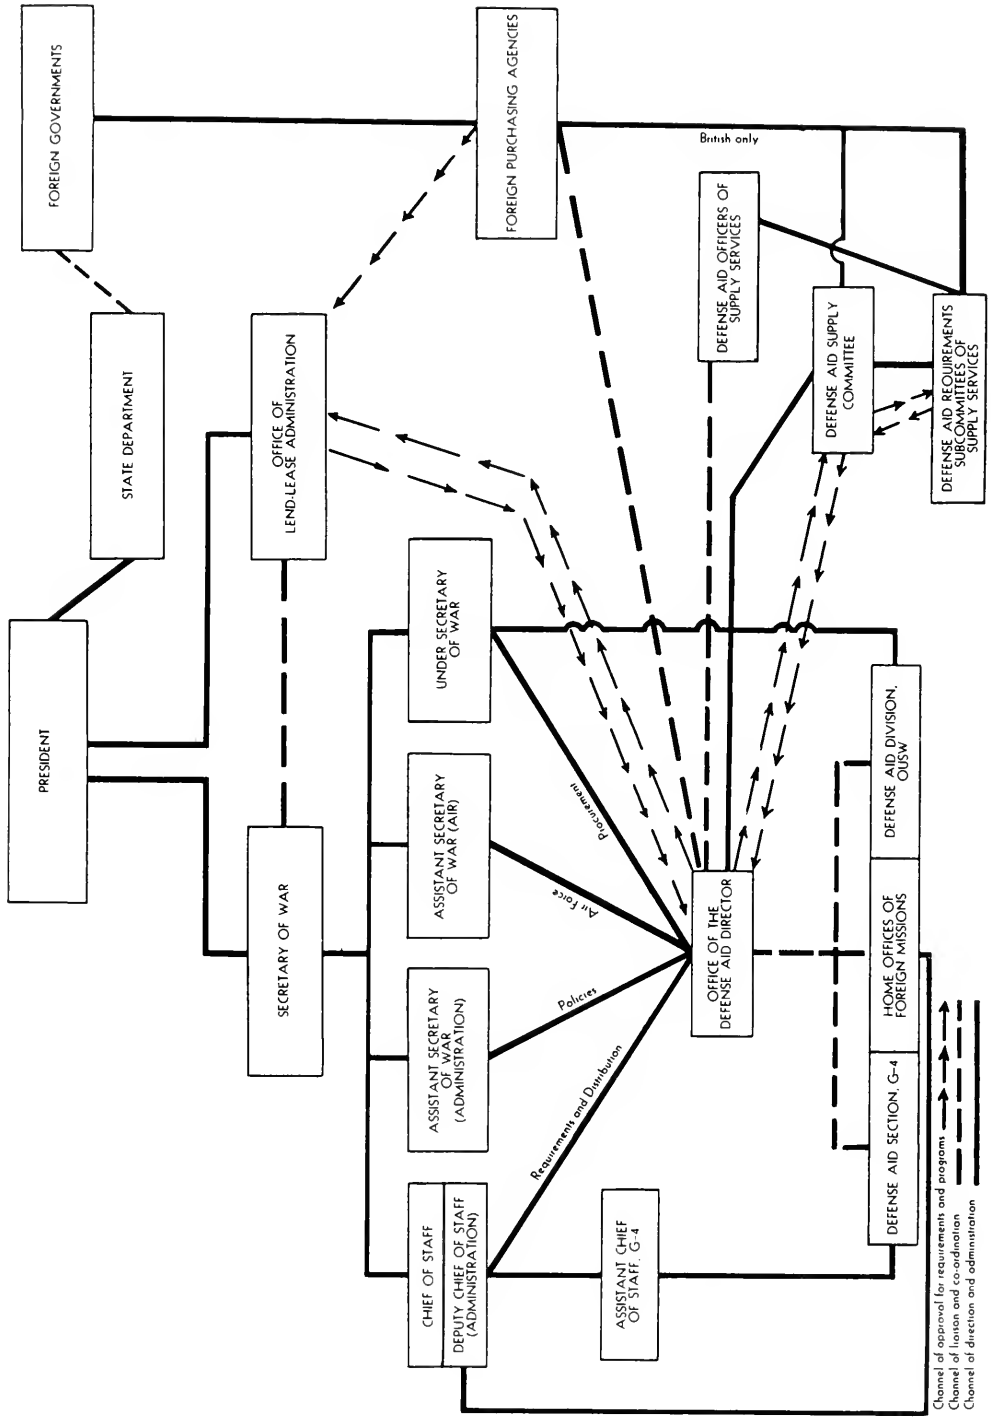 PRESIDENT
STATE DEPARTMENT
FOREIGN GOVERNMENTS
SECRETARY OF WAR
OFFICE OF
LEND-LEASE ADMINISTRATION
CHIEF OF STAFF
DEPUTY CHIEF OF STAFF
(ADMINISTRATION)
ASSISTANT SECRETARY
OF WAR
(ADMINISTRATION)
ASSISTANT SECRETARY
OF WAR (AIR)
UNDER SECRETARY
OF WAR
FOREIGN PURCHASING AGENCIES
Requirements and Distribution
Policies
Air Force
Procurement
British only
ASSISTANT CHIEF
OF STAFF, G-4
OFFICE OF THE
DEFENSE AID DIRECTOR
DEFENSE AID OFFICERS OF
SUPPLY SERVICES
DEFENSE AID SUPPLY
COMMITTEE
DEFENSE AID SECTION, G-4
HOME OFFICES OF
FOREIGN MISSIONS
DEFENSE AID DIVISION,
OUSW
DEFENSE AID REQUIREMENTS
SUBCOMMITTEES OF
SUPPLY SERVICES
Channel of approval for requirements and programs
Channel of liaison and co-ordination
Channel of direction and administration